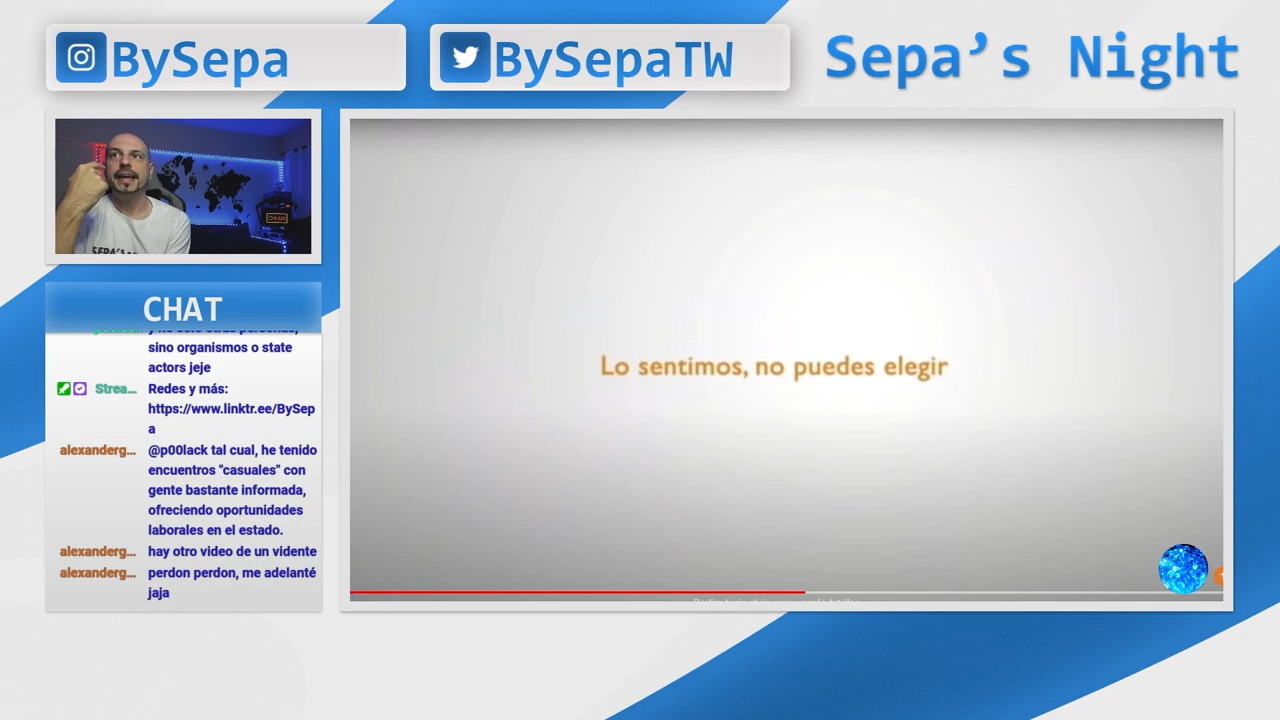 BySepa
BySepaTW
Sepa’s Night
ON AIR
CHAT
sino organismos o state
actors jeje
Strea... Redes y más:
https://www.linktr.ee/BySep
a
alexanderg... @p00lack tal cual, he tenido
encuentros "casuales" con
gente bastante informada,
ofreciendo oportunidades
laborales en el estado.
alexanderg... hay otro video de un vidente
alexanderg... perdon perdon, me adelanté
jaja
Lo sentimos, no puedes elegir